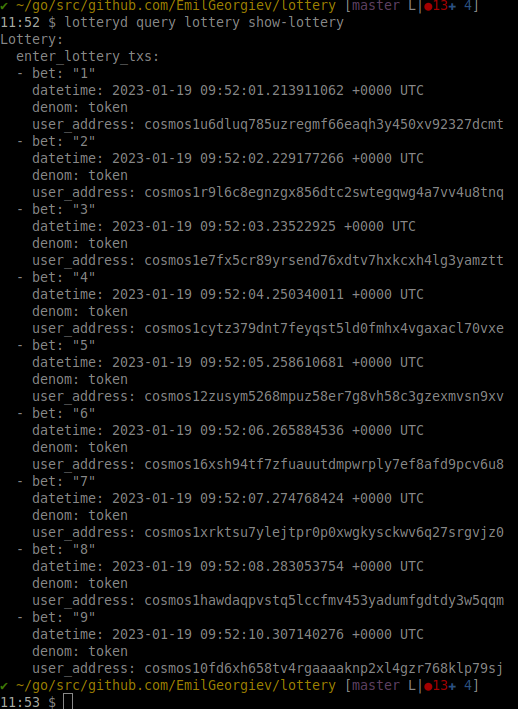 ✔ ~/go/src/github.com/EmilGeorgiev/lottery [master L|●13✚ 4]
11:52 $ lotteryd query lottery show-lottery
Lottery:
  enter_lottery_txs:
  - bet: "1"
    datetime: 2023-01-19 09:52:01.213911062 +0000 UTC
    denom: token
    user_address: cosmos1u6dluq785uzregmf66eaqh3y450xv92327dcmt
  - bet: "2"
    datetime: 2023-01-19 09:52:02.229177266 +0000 UTC
    denom: token
    user_address: cosmos1r9l6c8egnzgx856dtc2swtegqwg4a7vv4u8tnq
  - bet: "3"
    datetime: 2023-01-19 09:52:03.23522925 +0000 UTC
    denom: token
    user_address: cosmos1e7fx5cr89yrsend76xdtv7hxkcxh4lg3yamztt
  - bet: "4"
    datetime: 2023-01-19 09:52:04.250340011 +0000 UTC
    denom: token
    user_address: cosmos1cytz379dnt7feyqst5ld0fmhx4vgaxacl70vxe
  - bet: "5"
    datetime: 2023-01-19 09:52:05.258610681 +0000 UTC
    denom: token
    user_address: cosmos12zusym5268mpuz58er7g8vh58c3gzexmvsn9xv
  - bet: "6"
    datetime: 2023-01-19 09:52:06.265884536 +0000 UTC
    denom: token
    user_address: cosmos16xsh94tf7zfuauutdmpwrply7ef8afd9pcv6u8
  - bet: "7"
    datetime: 2023-01-19 09:52:07.274768424 +0000 UTC
    denom: token
    user_address: cosmos1xrktsu7ylejtpr0p0xwgkysckwv6q27srgvjz0
  - bet: "8"
    datetime: 2023-01-19 09:52:08.283053754 +0000 UTC
    denom: token
    user_address: cosmos1hawdaqpvstq5lccfmv453yadumfgdtdy3w5qqm
  - bet: "9"
    datetime: 2023-01-19 09:52:10.307140276 +0000 UTC
    denom: token
    user_address: cosmos10fd6xh658tv4rgaaaaknp2xl4gzr768klp79sj
✔ ~/go/src/github.com/EmilGeorgiev/lottery [master L|●13✚ 4]
11:53 $